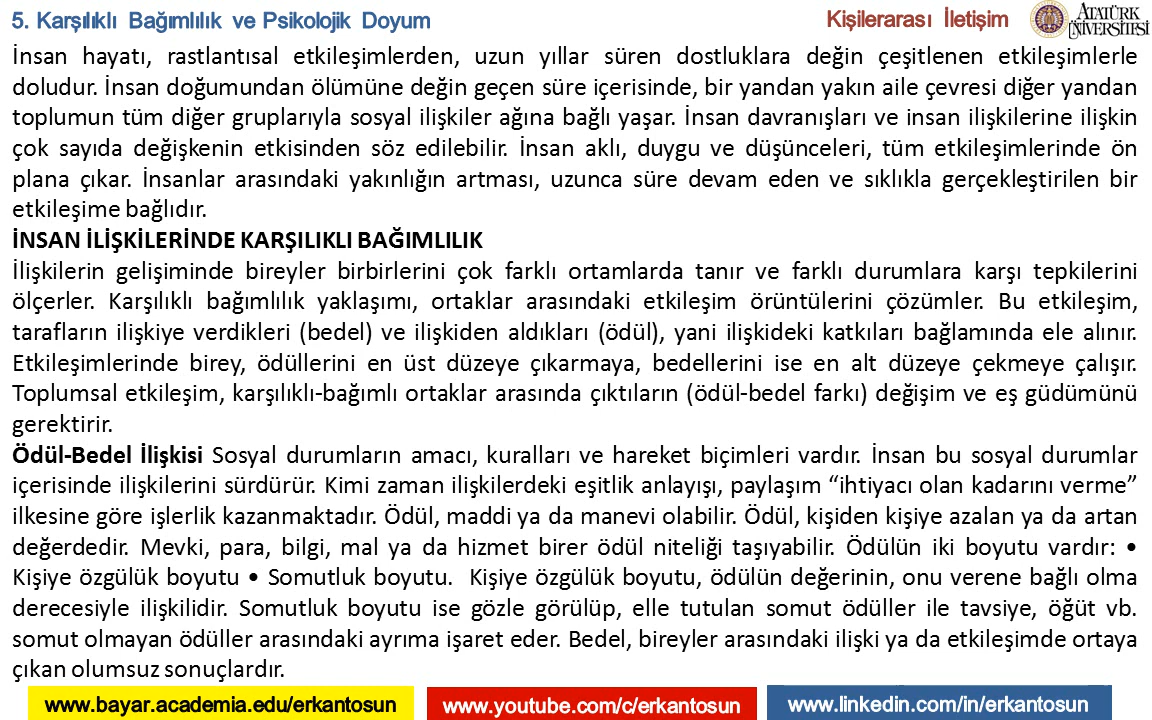 5. Karşılıklı Bağımlılık ve Psikolojik Doyum
Kişilerarası İletişim
ATATÜRK
ÜNİVERSİTESİ
İnsan hayatı, rastlantısal etkileşimlerden, uzun yıllar süren dostluklara değin çeşitlenen etkileşimlerle
doludur. İnsan doğumundan ölümüne değin geçen süre içerisinde, bir yandan yakın aile çevresi diğer yandan
toplumun tüm diğer gruplarıyla sosyal ilişkiler ağına bağlı yaşar. İnsan davranışları ve insan ilişkilerine ilişkin
çok sayıda değişkenin etkisinden söz edilebilir. İnsan aklı, duygu ve düşünceleri, tüm etkileşimlerinde ön
plana çıkar. İnsanlar arasındaki yakınlığın artması, uzunca süre devam eden ve sıklıkla gerçekleştirilen bir
etkileşime bağlıdır.
İNSAN İLİŞKİLERİNDE KARŞILIKLI BAĞIMLILIK
İlişkilerin gelişiminde bireyler birbirlerini çok farklı ortamlarda tanır ve farklı durumlara karşı tepkilerini
ölçerler. Karşılıklı bağımlılık yaklaşımı, ortaklar arasındaki etkileşim örüntülerini çözümler. Bu etkileşim,
tarafların ilişkiye verdikleri (bedel) ve ilişkiden aldıkları (ödül), yani ilişkideki katkıları bağlamında ele alınır.
Etkileşimlerinde birey, ödüllerini en üst düzeye çıkarmaya, bedellerini ise en alt düzeye çekmeye çalışır.
Toplumsal etkileşim, karşılıklı-bağımlı ortaklar arasında çıktıların (ödül-bedel farkı) değişim ve eş güdümünü
gerektirir.
Ödül-Bedel İlişkisi Sosyal durumların amacı, kuralları ve hareket biçimleri vardır. İnsan bu sosyal durumlar
içerisinde ilişkilerini sürdürür. Kimi zaman ilişkilerdeki eşitlik anlayışı, paylaşım “ihtiyacı olan kadarını verme”
ilkesine göre işlerlik kazanmaktadır. Ödül, maddi ya da manevi olabilir. Ödül, kişiden kişiye azalan ya da artan
değerdedir. Mevki, para, bilgi, mal ya da hizmet birer ödül niteliği taşıyabilir. Ödülün iki boyutu vardır: •
Kişiye özgülük boyutu • Somutluk boyutu. Kişiye özgülük boyutu, ödülün değerinin, onu verene bağlı olma
derecesiyle ilişkilidir. Somutluk boyutu ise gözle görülüp, elle tutulan somut ödüller ile tavsiye, öğüt vb.
somut olmayan ödüller arasındaki ayrıma işaret eder. Bedel, bireyler arasındaki ilişki ya da etkileşimde ortaya
çıkan olumsuz sonuçlardır.
www.bayar.academia.edu/erkantosun
www.youtube.com/c/erkantosun
www.linkedin.com/in/erkantosun